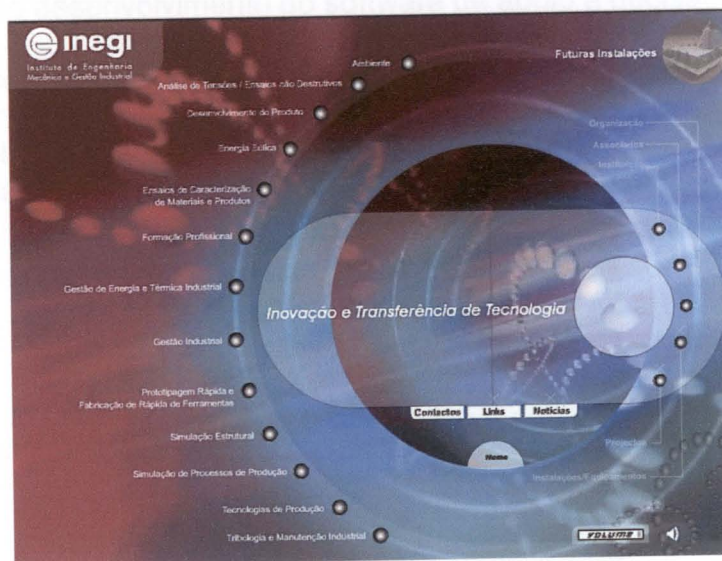 inegi
Instituto de Engenharia
Mecânica e Gestão Industrial
Futuras Instalações
Ambiente
Análise de Tensões / Ensaios não Destrutivos
Desenvolvimento de Produto
Energia Eólica
Ensaios de Caracterização
de Materiais e Produtos
Formação Profissional
Gestão de Energia e Térmica Industrial
Gestão Industrial
Prototipagem Rápida e
Fabricação de Rápida de Ferramentas
Simulação Estrutural
Simulação de Processos de Produção
Tecnologias de Produção
Tribologia e Manutenção Industrial
Organização
Associados
Inovação e Transferência de Tecnologia
Contactos
Links
Notícias
Home
Projectos
Instalações/Equipamentos
VOLUME